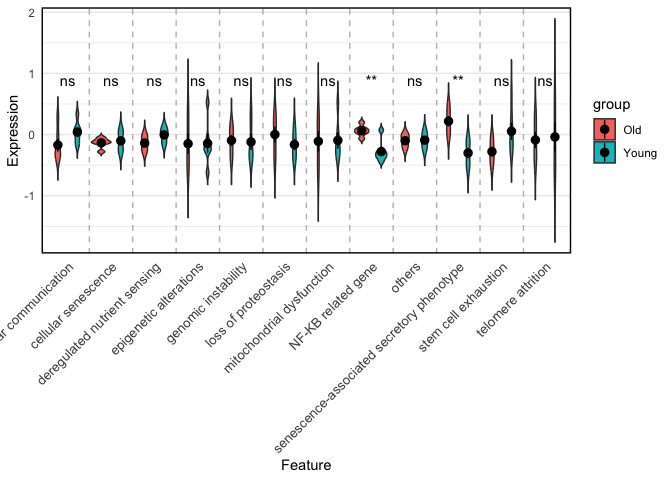 2
1
0
-1
Expression
ns
ns
ns
ns
ns
ns
ns
**
ns
**
ns
ns
group
Old
Young
communication
cellular senescence
deregulated nutrient sensing
epigenetic alterations
genomic instability
loss of proteostasis
mitochondrial dysfunction
NF-KB related gene
others
senescence-associated secretory phenotype
stem cell exhaustion
telomere attrition
Feature